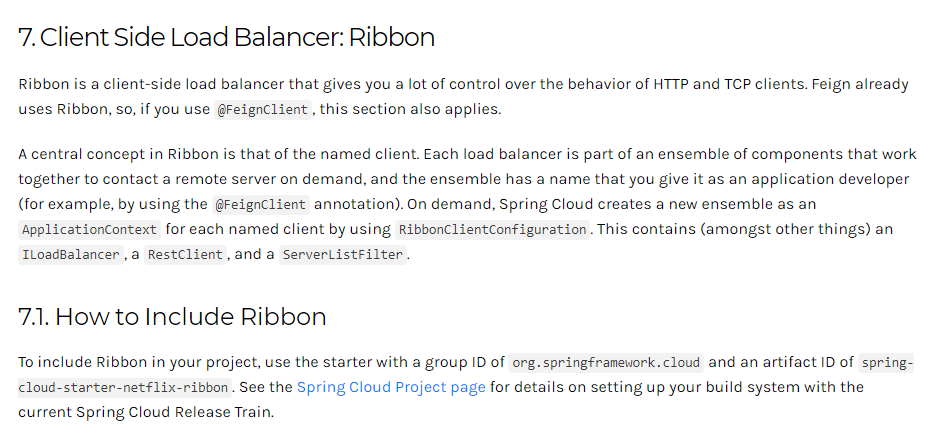 7. Client Side Load Balancer: Ribbon
Ribbon is a client-side load balancer that gives you a lot of control over the behavior of HTTP and TCP clients. Feign already
uses Ribbon, so, if you use @FeignClient, this section also applies.
A central concept in Ribbon is that of the named client. Each load balancer is part of an ensemble of components that work
together to contact a remote server on demand, and the ensemble has a name that you give it as an application developer
(for example, by using the @FeignClient annotation). On demand, Spring Cloud creates a new ensemble as an
ApplicationContext for each named client by using RibbonClientConfiguration. This contains (amongst other things) an
ILoadBalancer, a RestClient, and a ServerListFilter.
7.1. How to Include Ribbon
To include Ribbon in your project, use the starter with a group ID of org.springframework.cloud and an artifact ID of spring-
cloud-starter-netflix-ribbon. See the Spring Cloud Project page for details on setting up your build system with the
current Spring Cloud Release Train.